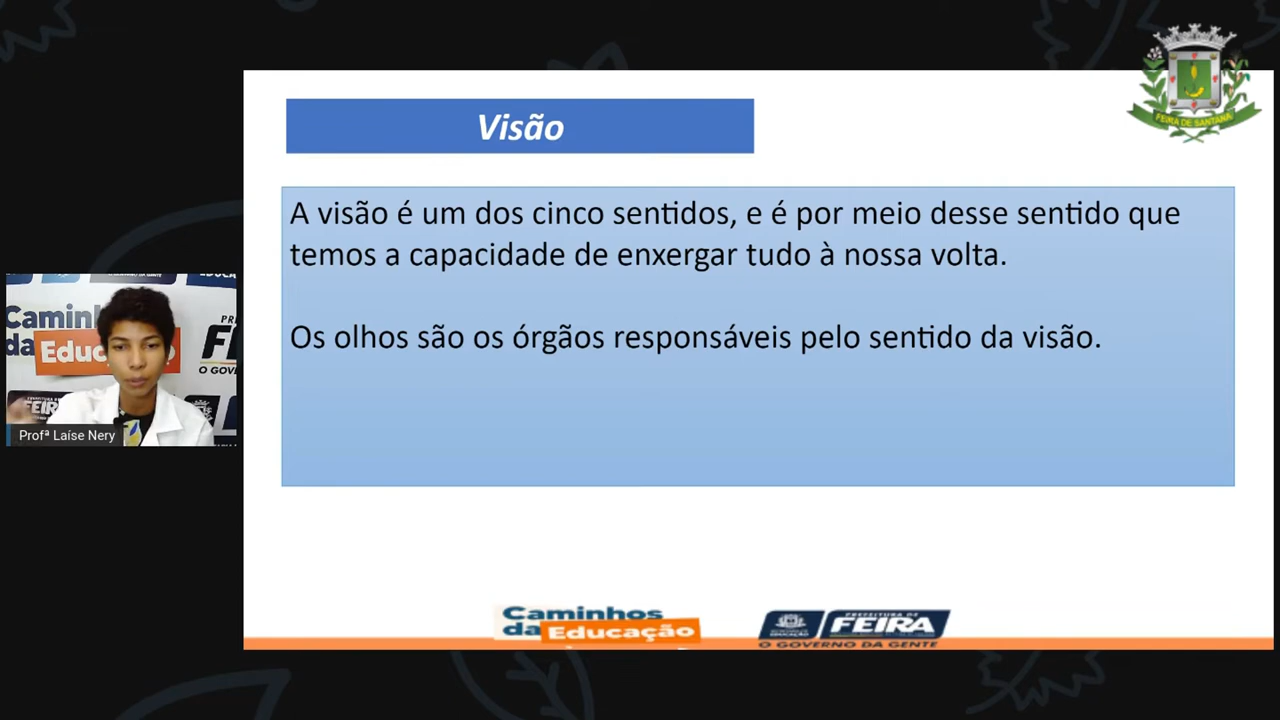 FEIRA DE SANTANA
Visão
A visão é um dos cinco sentidos, e é por meio desse sentido que
temos a capacidade de enxergar tudo à nossa volta.
Os olhos são os órgãos responsáveis pelo sentido da visão.
Profª Laíse Nery
Caminhos
da Educação
PREFEITURA DE
FEIRA
O GOVERNO DA GENTE